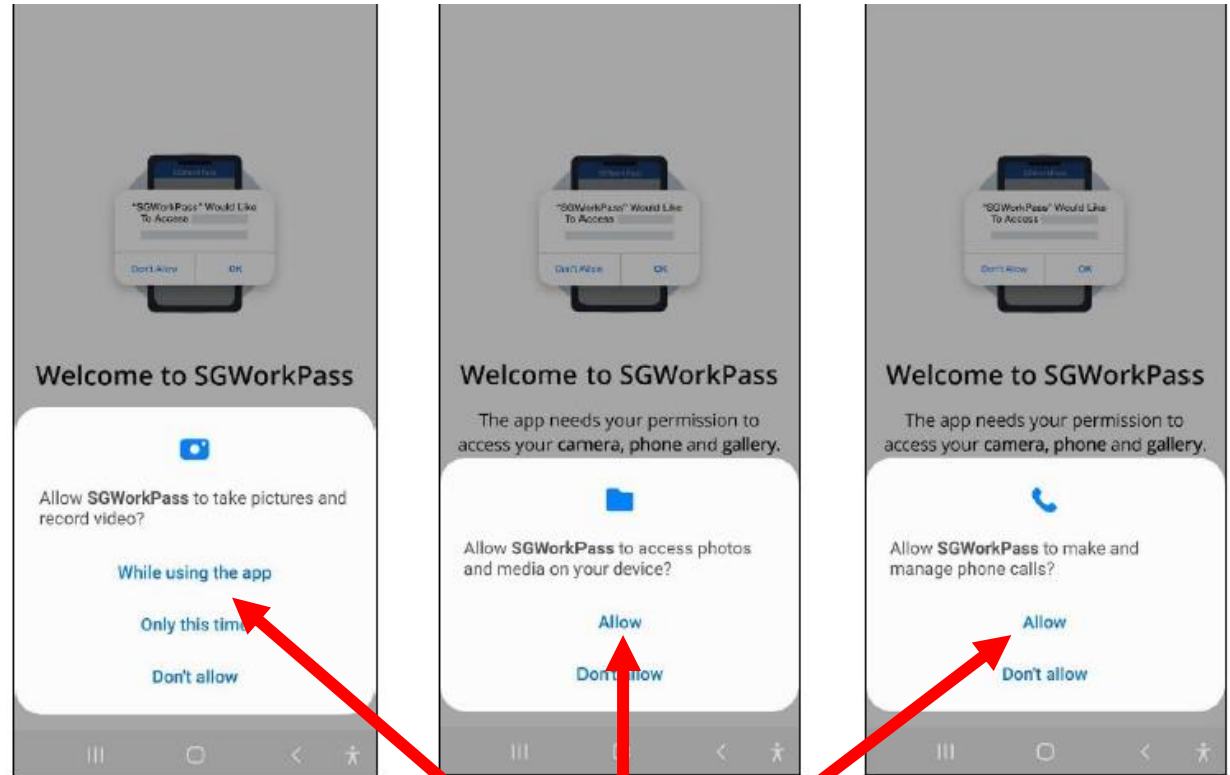 "SGWorkPass" Would Like
To Access
Don't Allow
OK
Welcome to SGWorkPass
Allow SGWorkPass to take pictures and
record video?
While using the app
Only this time
Don't allow
"SGWorkPass" Would Like
To Access
Don't Allow
OK
Welcome to SGWorkPass
The app needs your permission to
access your camera, phone and gallery.
Allow SGWorkPass to access photos
and media on your device?
Allow
Don't allow
"SGWorkPass" Would Like
To Access
Don't Allow
OK
Welcome to SGWorkPass
The app needs your permission to
access your camera, phone and gallery.
Allow SGWorkPass to make and
manage phone calls?
Allow
Don't allow